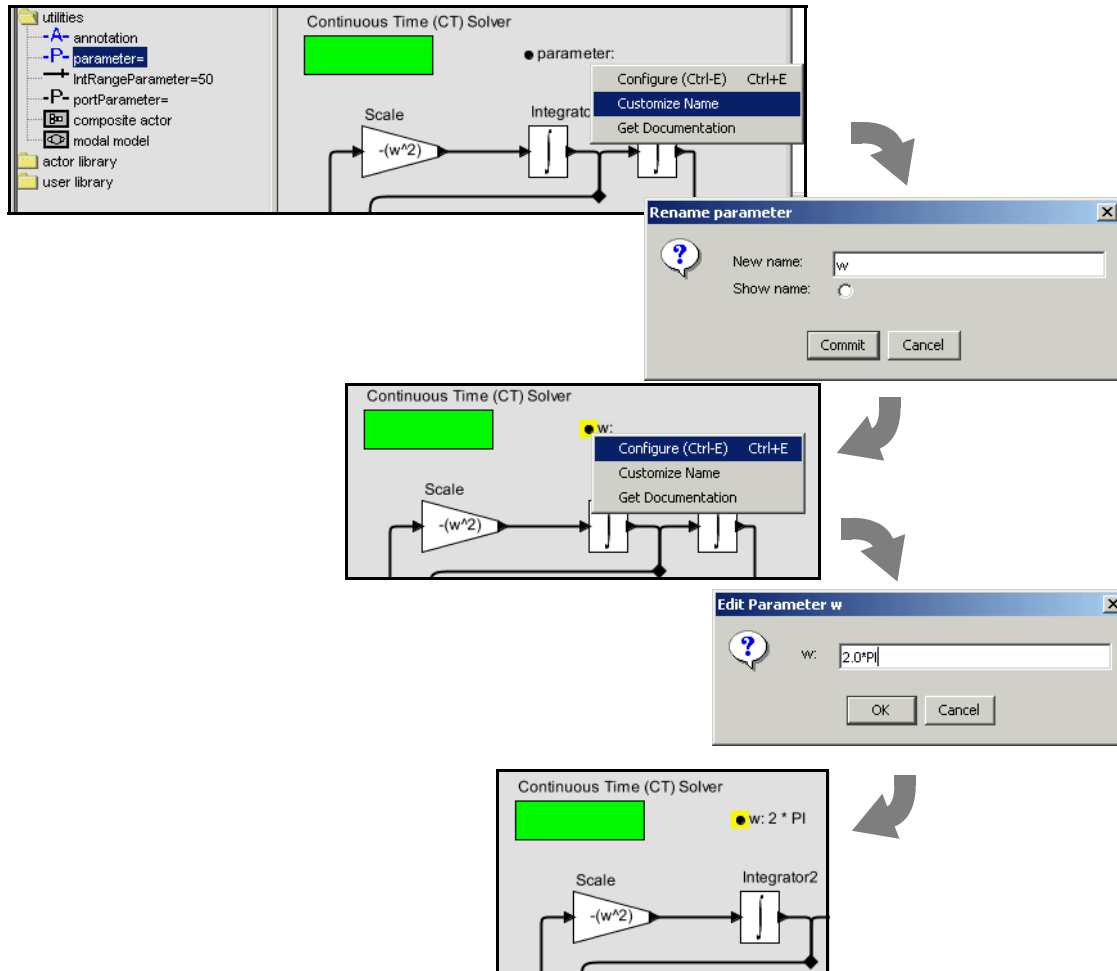 utilities
-A- annotation
-P- parameter=
IntRangeParameter=50
-P- portParameter=
composite actor
modal model
actor library
user library
Continuous Time (CT) Solver
parameter:
Configure (Ctrl-E) Ctrl+E
Customize Name
Get Documentation
Scale
Integrato
-(w^2)
∫
∫
Rename parameter
?
New name: w
Show name:
Commit Cancel
Continuous Time (CT) Solver
w:
Configure (Ctrl-E) Ctrl+E
Customize Name
Get Documentation
Scale
-(w^2)
∫
∫
Edit Parameter w
?
w: 2.0*PI
OK Cancel
Continuous Time (CT) Solver
w: 2 * PI
Scale
Integrator2
-(w^2)
∫